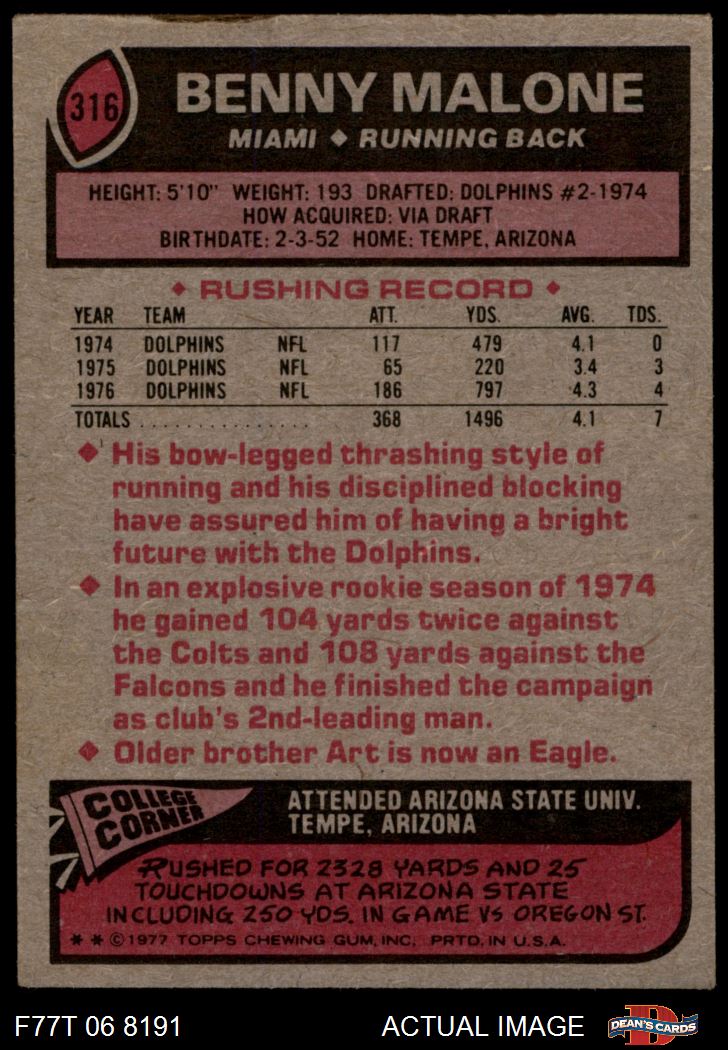 316
BENNY MALONE
MIAMI ◆ RUNNING BACK
HEIGHT: 5'10" WEIGHT: 193 DRAFTED: DOLPHINS #2-1974
HOW ACQUIRED: VIA DRAFT
BIRTHDATE: 2-3-52 HOME: TEMPE, ARIZONA
◆ RUSHING RECORD ◆
YEAR TEAM ATT. YDS. AVG. TDS.
1974 DOLPHINS NFL 117 479 4.1 0
1975 DOLPHINS NFL 65 220 3.4 3
1976 DOLPHINS NFL 186 797 4.3 4
TOTALS . . . . . . . . . . . . . . . 368 1496 4.1 7
◆ His bow-legged thrashing style of
running and his disciplined blocking
have assured him of having a bright
future with the Dolphins.
◆ In an explosive rookie season of 1974
he gained 104 yards twice against
the Colts and 108 yards against the
Falcons and he finished the campaign
as club's 2nd-leading man.
◆ Older brother Art is now an Eagle.
COLLEGE
CORNER
ATTENDED ARIZONA STATE UNIV.
TEMPE, ARIZONA
RUSHED FOR 2328 YARDS AND 25
TOUCHDOWNS AT ARIZONA STATE
INCLUDING 250 YDS. IN GAME VS OREGON ST.
* * © 1977 TOPPS CHEWING GUM, INC. PRTD. IN U.S.A.
F77T 06 8191 ACTUAL IMAGE
D
DEAN'S CARDS